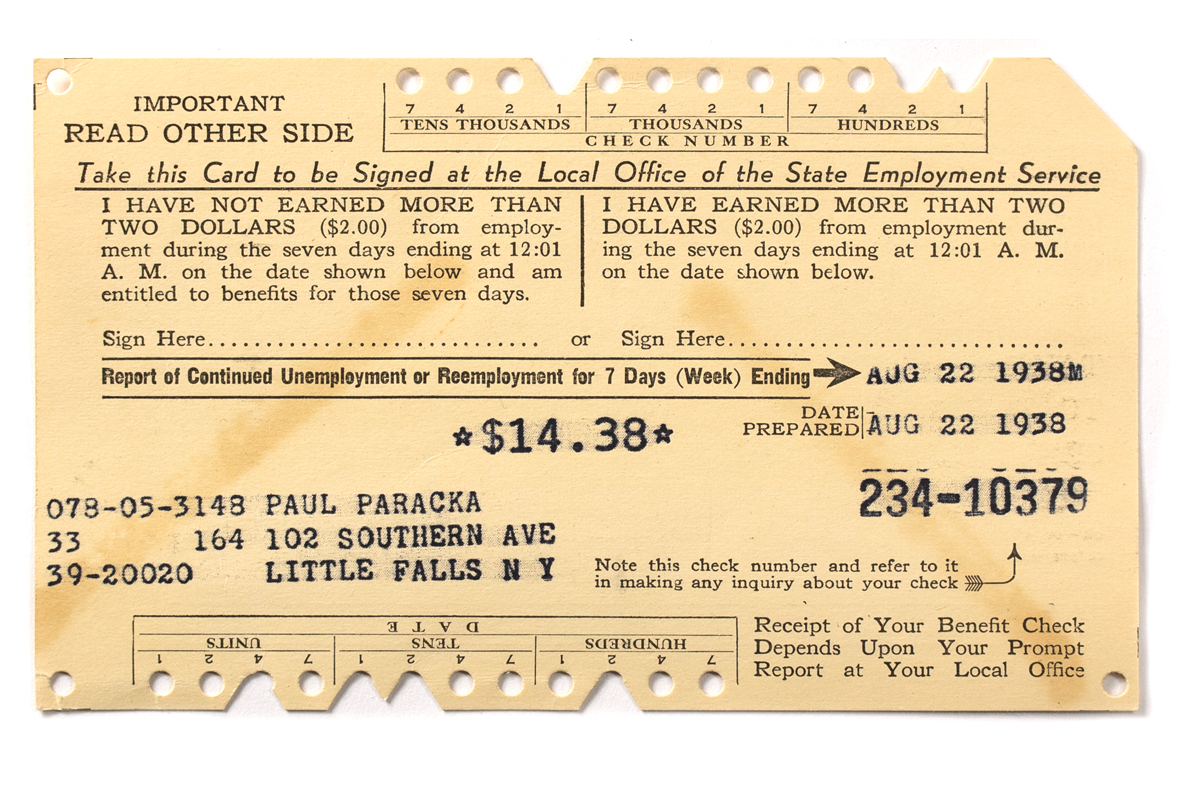 IMPORTANT
READ OTHER SIDE
7 4 2 1 7 4 2 1 7 4 2 1
TENS THOUSANDS THOUSANDS HUNDREDS
CHECK NUMBER
Take this Card to be Signed at the Local Office of the State Employment Service
I HAVE NOT EARNED MORE THAN
TWO DOLLARS ($2.00) from employ-
ment during the seven days ending at 12:01
A. M. on the date shown below and am
entitled to benefits for those seven days.
I HAVE EARNED MORE THAN TWO
DOLLARS ($2.00) from employment dur-
ing the seven days ending at 12:01 A. M.
on the date shown below.
Sign Here............................ or Sign Here..............................
Report of Continued Unemployment or Reemployment for 7 Days (Week) Ending AUG 22 1938M
DATE
PREPARED AUG 22 1938
*$14.38*
234-10379
078-05-3148 PAUL PARACKA
33 164 102 SOUTHERN AVE
39-20020 LITTLE FALLS N Y
Note this check number and refer to it
in making any inquiry about your check
Receipt of Your Benefit Check
Depends Upon Your Prompt
Report at Your Local Office
7 4 2 1 7 4 2 1 7 4 2 1
HUNDREDS TENS UNITS
DATE